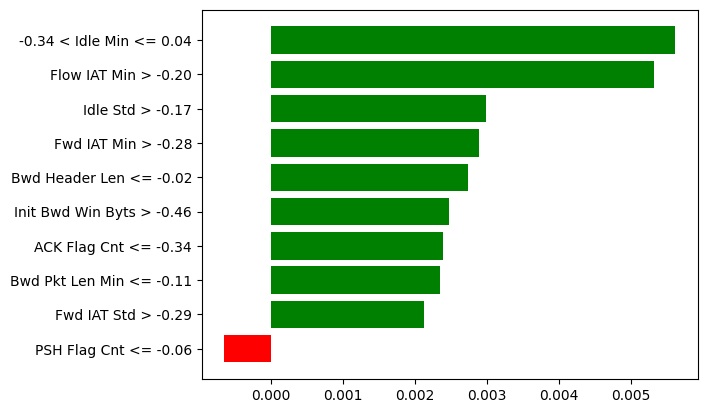 -0.34 < Idle Min <= 0.04
Flow IAT Min > -0.20
Idle Std > -0.17
Fwd IAT Min > -0.28
Bwd Header Len <= -0.02
Init Bwd Win Byts > -0.46
ACK Flag Cnt <= -0.34
Bwd Pkt Len Min <= -0.11
Fwd IAT Std > -0.29
PSH Flag Cnt <= -0.06
0.000 0.001 0.002 0.003 0.004 0.005